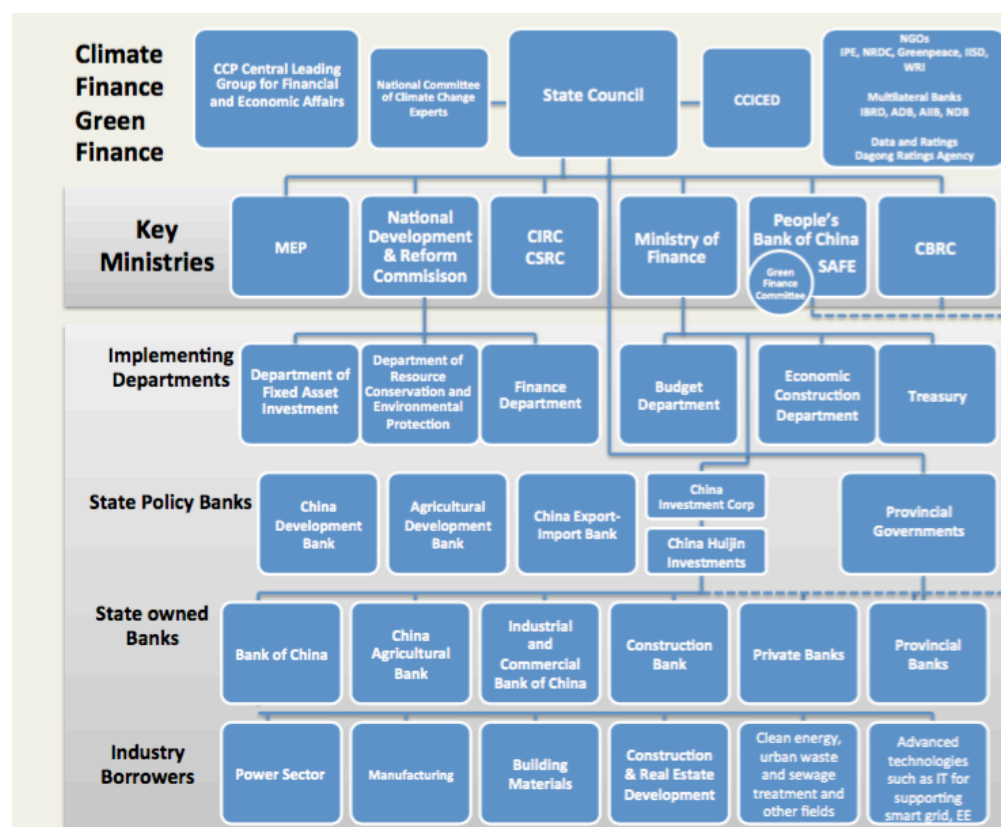 Climate
Finance
Green
Finance
CCP Central Leading
Group for Financial
and Economic Affairs
National Committee
of Climate Change
Experts
State Council
CCICED
NGOs
IPE, NRDC, Greenpeace, IISD,
WRI
Multilateral Banks
IBRD, ADB, AIIB, NDB
Data and Ratings
Dagong Ratings Agency
Key
Ministries
MEP
National
Development
& Reform
Commisison
CIRC
CSRC
Ministry of
Finance
People's
Bank of China
SAFE
Green
Finance
Committee
CBRC
Implementing
Departments
Department of
Fixed Asset
Investment
Department of
Resource
Conservation and
Environmental
Protection
Finance
Department
Budget
Department
Economic
Construction
Department
Treasury
State Policy Banks
China
Development
Bank
Agricultural
Development
Bank
China Export-
Import Bank
China
Investment Corp
China Huijin
Investments
Provincial
Governments
State owned
Banks
Bank of China
China
Agricultural
Bank
Industrial
and
Commercial
Bank of China
Construction
Bank
Private Banks
Provincial
Banks
Industry
Borrowers
Power Sector
Manufacturing
Building
Materials
Construction
& Real Estate
Development
Clean energy,
urban waste
and sewage
treatment and
other fields
Advanced
technologies
such as IT for
supporting
smart grid, EE